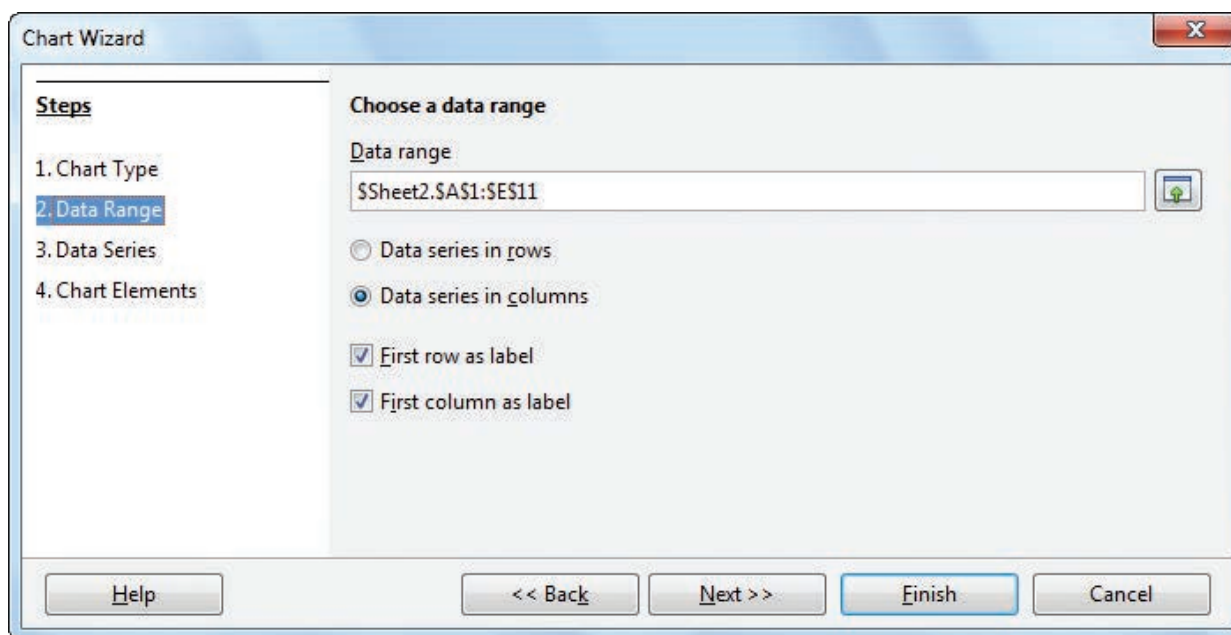 Chart Wizard
Steps
1. Chart Type
2. Data Range
3. Data Series
4. Chart Elements
Choose a data range
Data range
$Sheet2.$A$1:$E$11
Data series in rows
Data series in columns
First row as label
First column as label
Help
<< Back
Next >>
Finish
Cancel